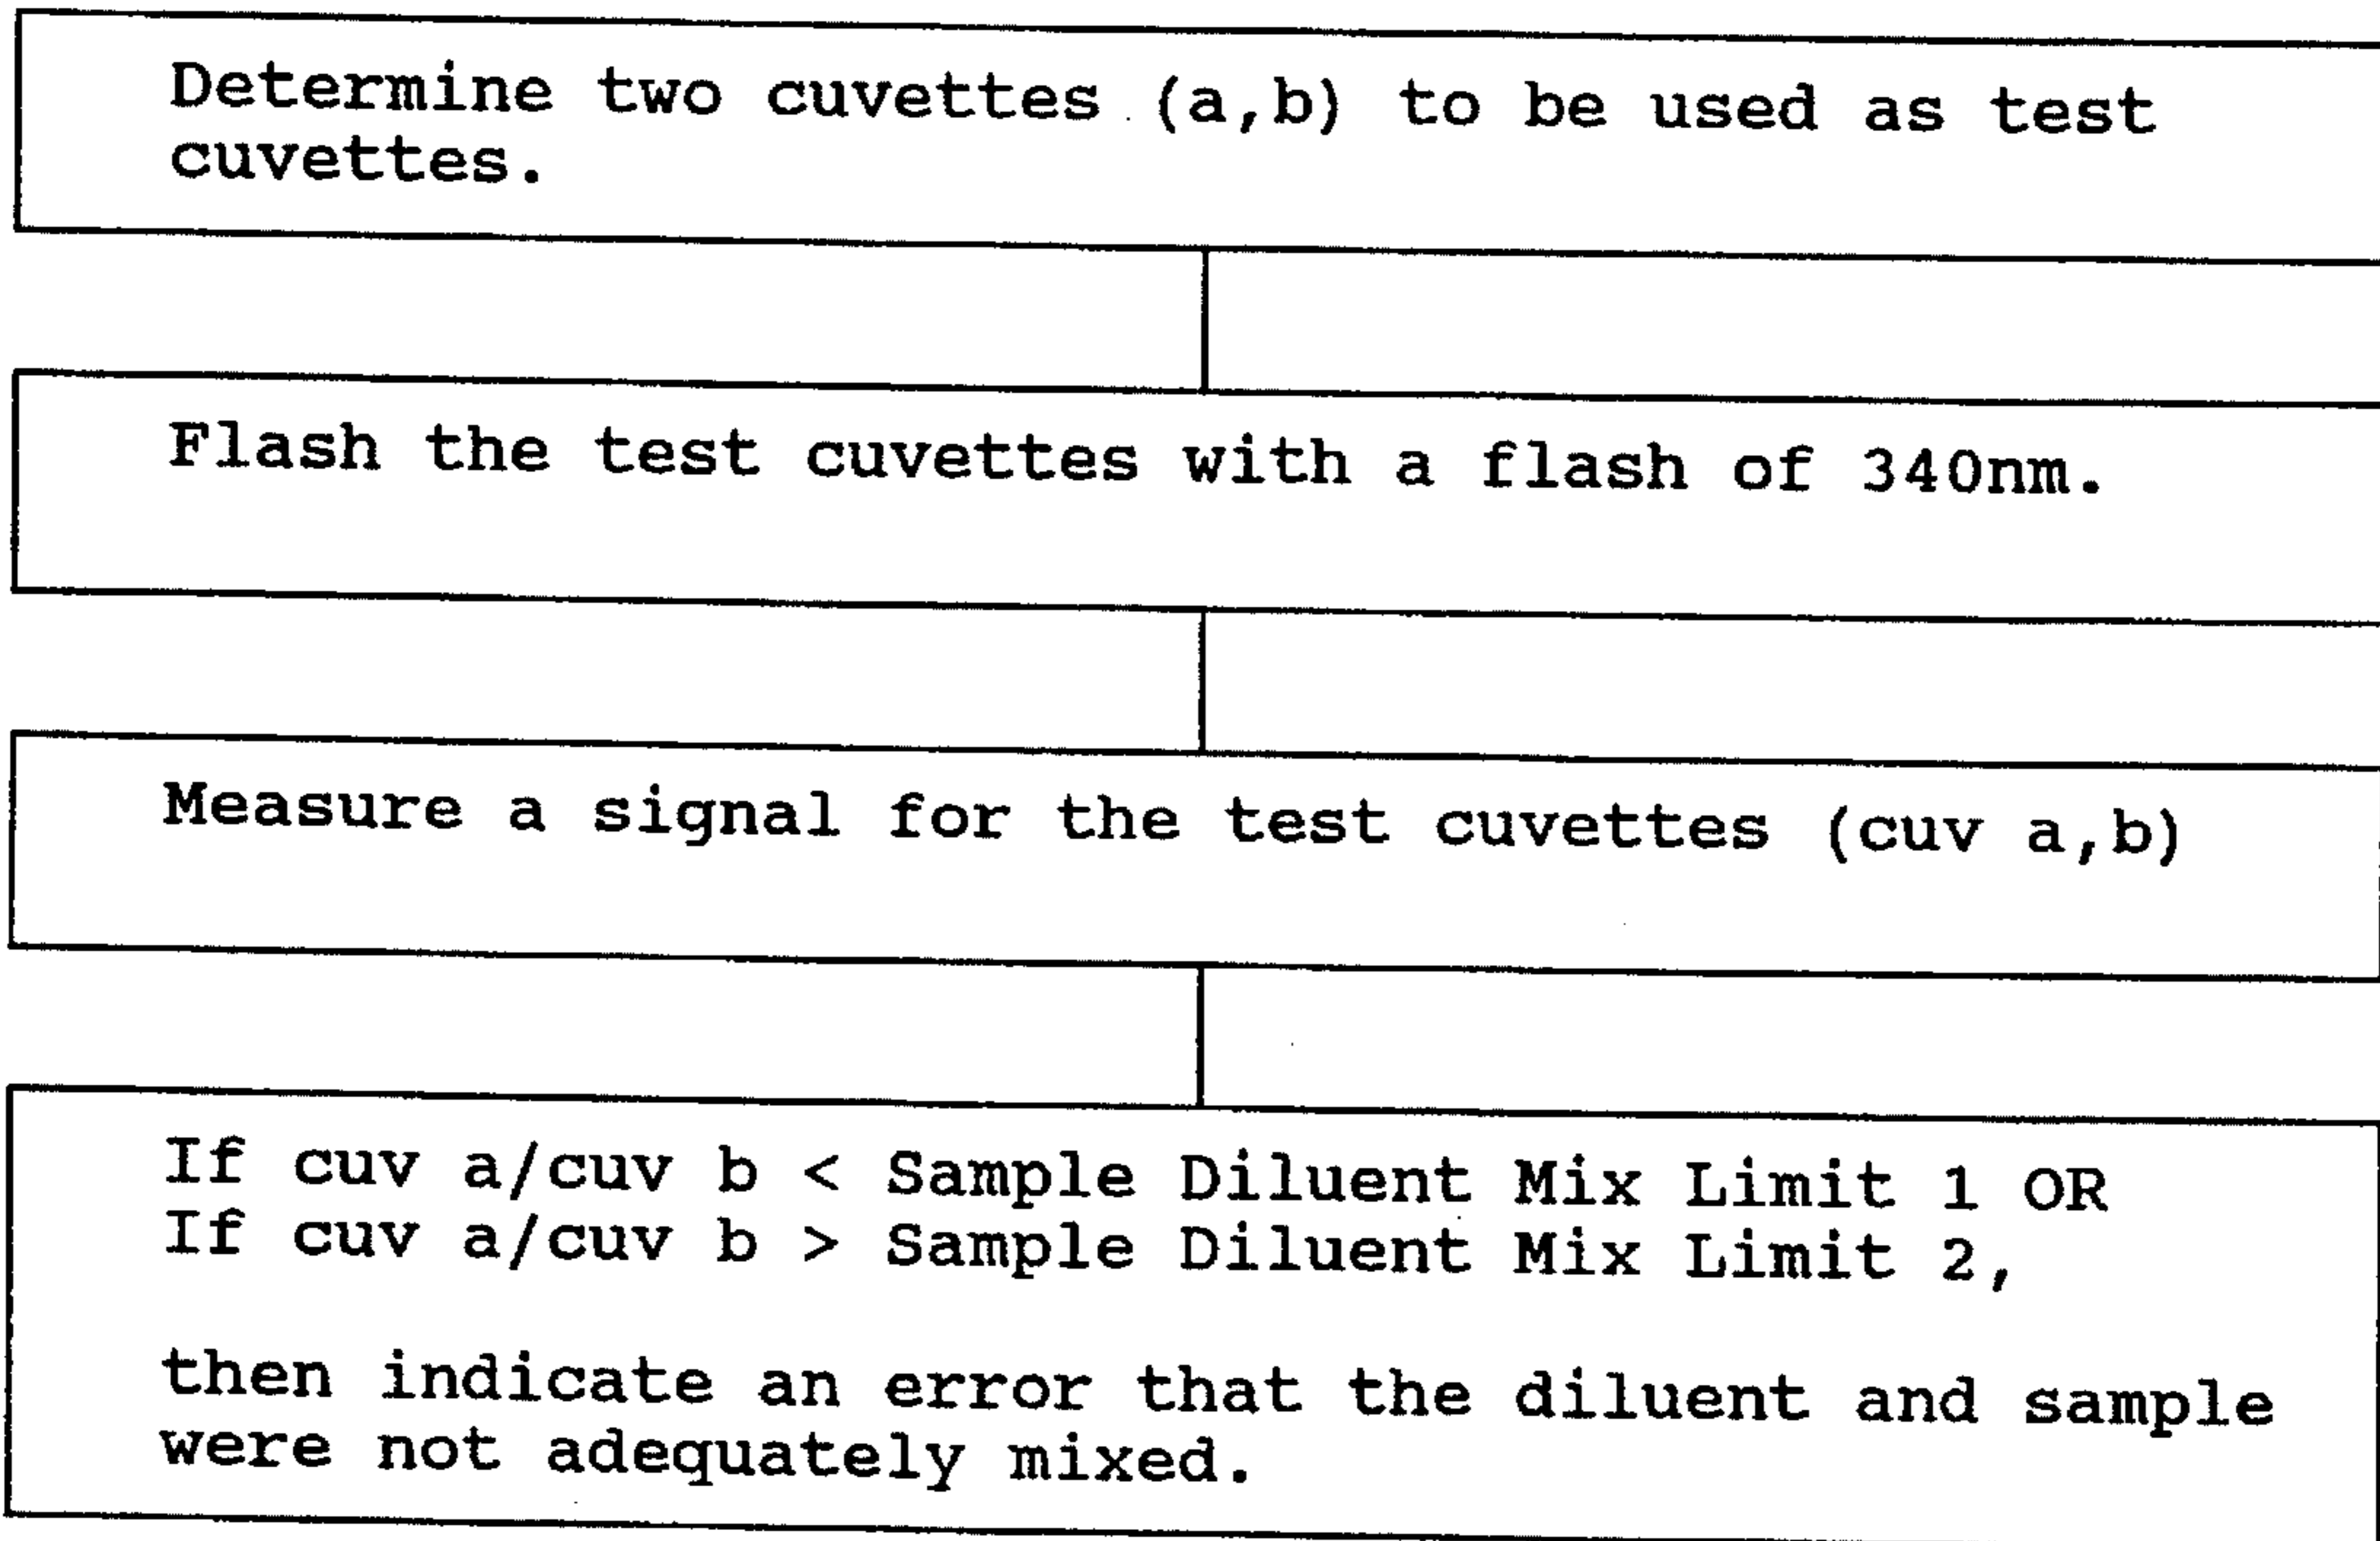 Determine two cuvettes (a,b) to be used as test
cuvettes.
Flash the test cuvettes with a flash of 340nm.
Measure a signal for the test cuvettes (cuv a,b)
If cuv a/cuv b < Sample Diluent Mix Limit 1 OR
If cuv a/cuv b > Sample Diluent Mix Limit 2,
then indicate an error that the diluent and sample
were not adequately mixed.